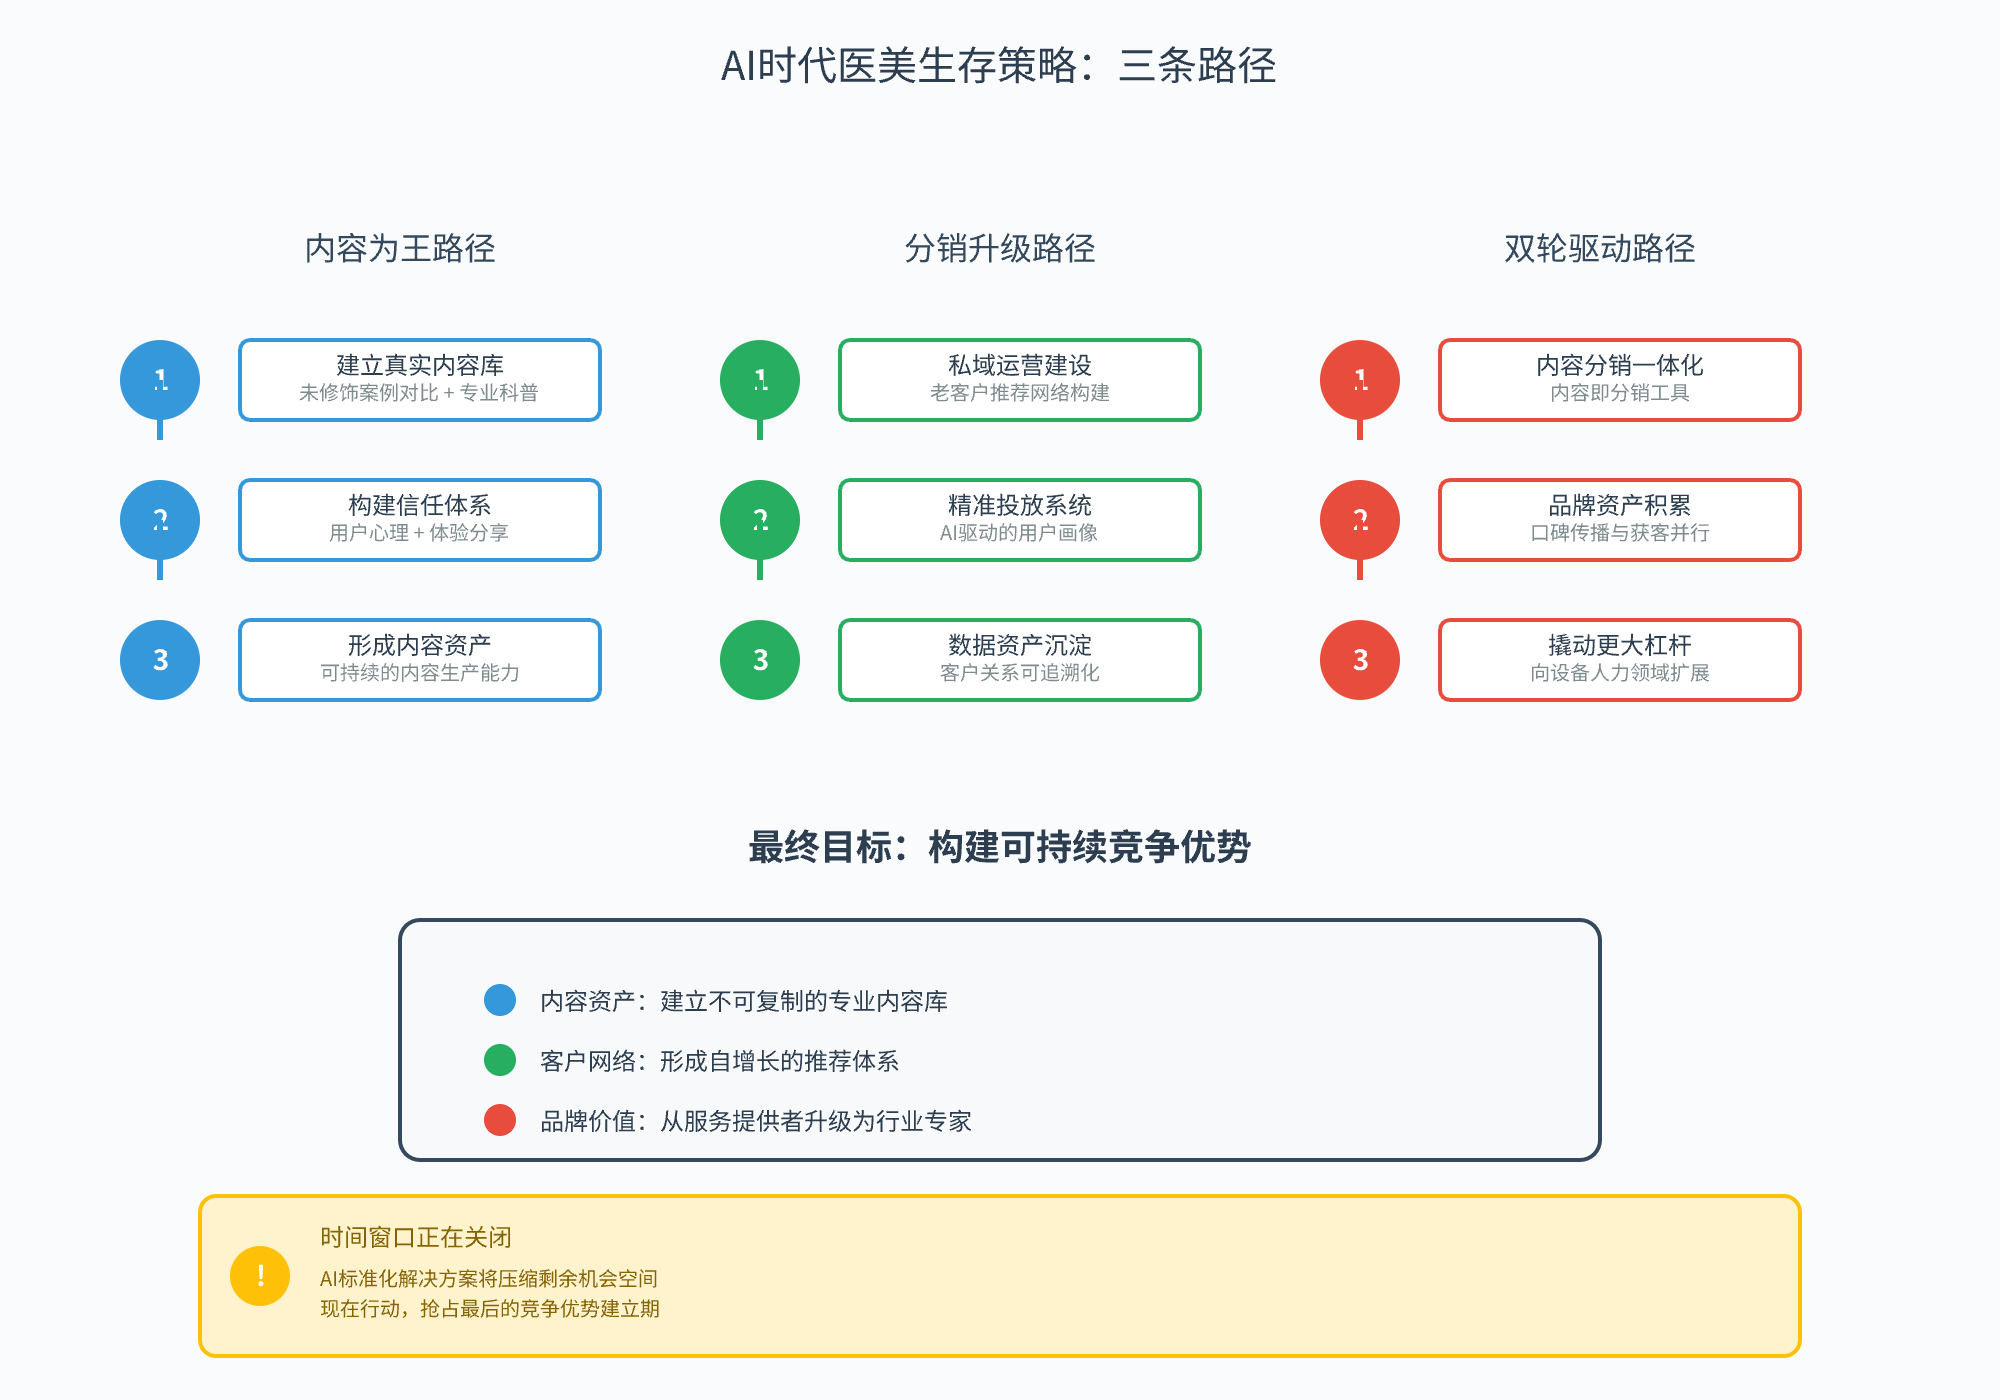 AI时代医美生存策略：三条路径
内容为王路径
1
建立真实内容库
未修饰案例对比 + 专业科普
2
构建信任体系
用户心理 + 体验分享
3
形成内容资产
可持续的内容生产能力
分销升级路径
1
私域运营建设
老客户推荐网络构建
2
精准投放系统
AI驱动的用户画像
3
数据资产沉淀
客户关系可追溯化
双轮驱动路径
1
内容分销一体化
内容即分销工具
2
品牌资产积累
口碑传播与获客并行
3
撬动更大杠杆
向设备人力领域扩展
最终目标：构建可持续竞争优势
内容资产：建立不可复制的专业内容库
客户网络：形成自增长的推荐体系
品牌价值：从服务提供者升级为行业专家
!
时间窗口正在关闭
AI标准化解决方案将压缩剩余机会空间
现在行动，抢占最后的竞争优势建立期